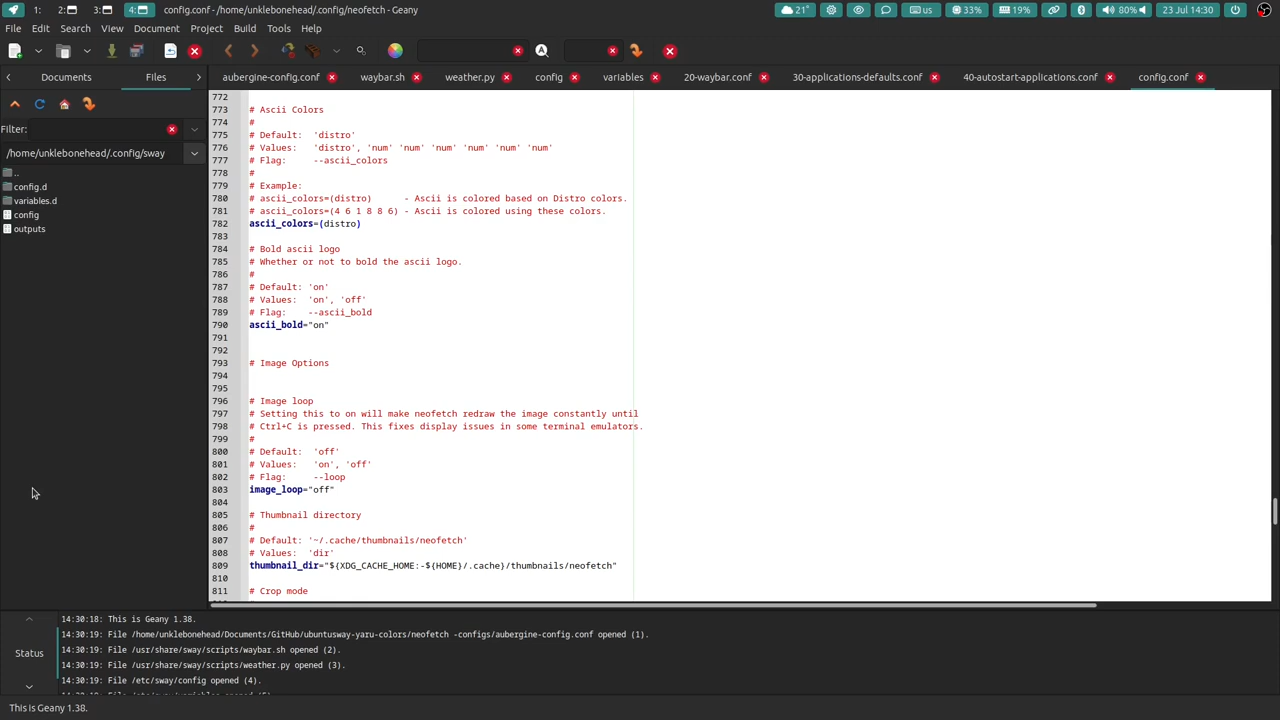 1: 2: 3: 4: config.conf - /home/unklebonehead/.config/neofetch - Geany 21° us 33% 19% 80% 23 Jul 14:30
File Edit Search View Document Project Build Tools Help
Documents Files aubergine-config.conf waybar.sh weather.py config variables 20-waybar.conf 30-applications-defaults.conf 40-autostart-applications.conf config.conf
Filter:
/home/unklebonehead/.config/sway
..
config.d
variables.d
config
outputs
772
773 # Ascii Colors
774 #
775 # Default: 'distro'
776 # Values: 'distro', 'num' 'num' 'num' 'num' 'num' 'num'
777 # Flag: --ascii_colors
778 #
779 # Example:
780 # ascii_colors=(distro) - Ascii is colored based on Distro colors.
781 # ascii_colors=(4 6 1 8 8 6) - Ascii is colored using these colors.
782 ascii_colors=(distro)
783
784 # Bold ascii logo
785 # Whether or not to bold the ascii logo.
786 #
787 # Default: 'on'
788 # Values: 'on', 'off'
789 # Flag: --ascii_bold
790 ascii_bold="on"
791
792
793 # Image Options
794
795
796 # Image loop
797 # Setting this to on will make neofetch redraw the image constantly until
798 # Ctrl+C is pressed. This fixes display issues in some terminal emulators.
799 #
800 # Default: 'off'
801 # Values: 'on', 'off'
802 # Flag: --loop
803 image_loop="off"
804
805 # Thumbnail directory
806 #
807 # Default: '~/.cache/thumbnails/neofetch'
808 # Values: 'dir'
809 thumbnail_dir="${XDG_CACHE_HOME:-${HOME}/.cache}/thumbnails/neofetch"
810
811 # Crop mode
Status
14:30:18: This is Geany 1.38.
14:30:19: File /home/unklebonehead/Documents/GitHub/ubuntusway-yaru-colors/neofetch -configs/aubergine-config.conf opened (1).
14:30:19: File /usr/share/sway/scripts/waybar.sh opened (2).
14:30:19: File /usr/share/sway/scripts/weather.py opened (3).
14:30:19: File /etc/sway/config opened (4).
This is Geany 1.38.